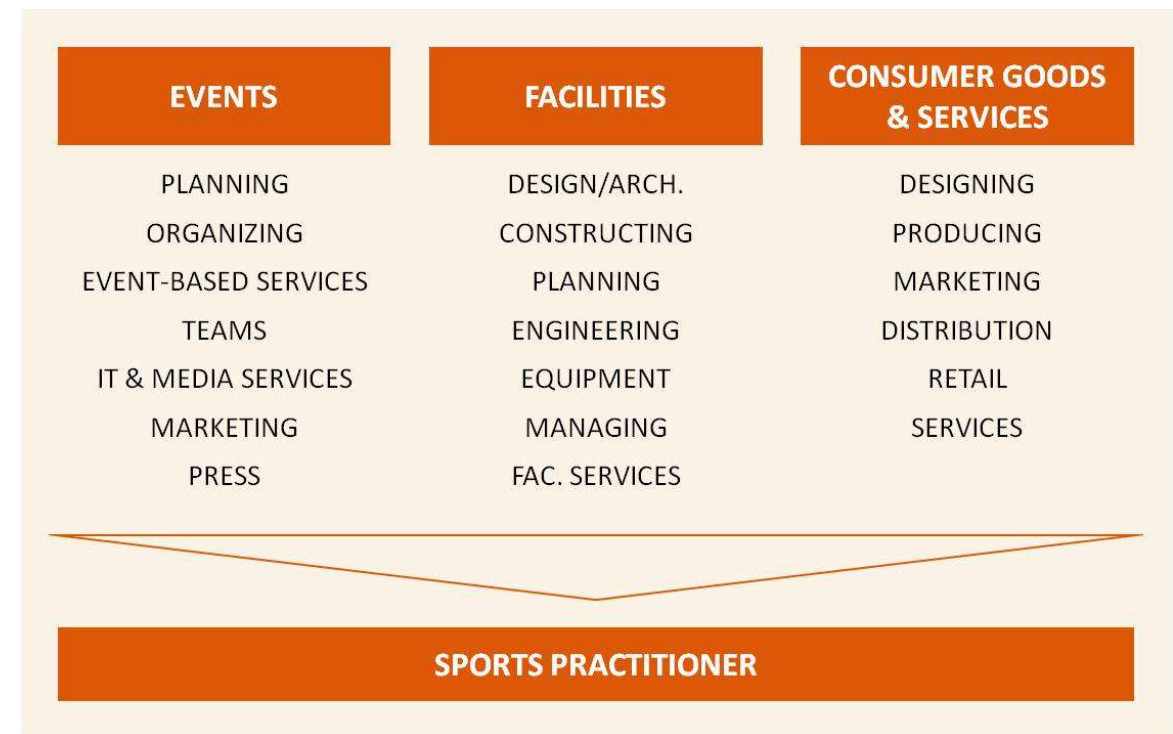 EVENTS
PLANNING
ORGANIZING
EVENT-BASED SERVICES
TEAMS
IT & MEDIA SERVICES
MARKETING
PRESS
FACILITIES
DESIGN/ARCH.
CONSTRUCTING
PLANNING
ENGINEERING
EQUIPMENT
MANAGING
FAC. SERVICES
CONSUMER GOODS
& SERVICES
DESIGNING
PRODUCING
MARKETING
DISTRIBUTION
RETAIL
SERVICES
SPORTS PRACTITIONER